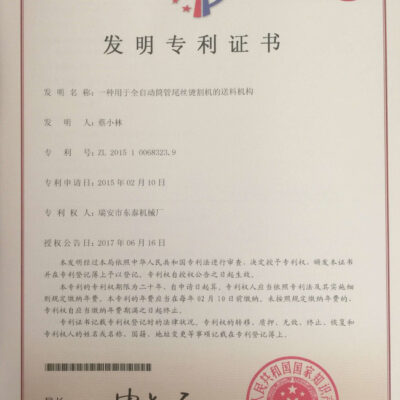 发明专利证书
发 明 名 称：一种用于全自动筒管尾丝烧割机的送料机构
发 明 人：蔡小林
专 利 号：ZL 2015 1 0068323.9
专利申请日：2015年02月10日
专 利 权 人：瑞安市东泰机械厂
授权公告日：2017年06月16日
本发明经过本局依照中华人民共和国专利法进行审查，决定授予专利权，颁发本证书
并在专利登记簿上予以登记。专利权自授权公告之日起生效。
本专利的专利权期限为二十年，自申请日起算。专利权人应当依照专利法及其实施细
则规定缴纳年费。本专利的年费应当在每年02月10日前缴纳。未按照规定缴纳年费的，
专利权自应当缴纳年费期满之日起终止。
专利证书记载专利权登记时的法律状况。专利权的转移、质押、无效、终止、恢复和
专利权人的姓名或名称、国籍、地址变更等事项记载在专利登记簿上。
局长
人民共和国国家知识